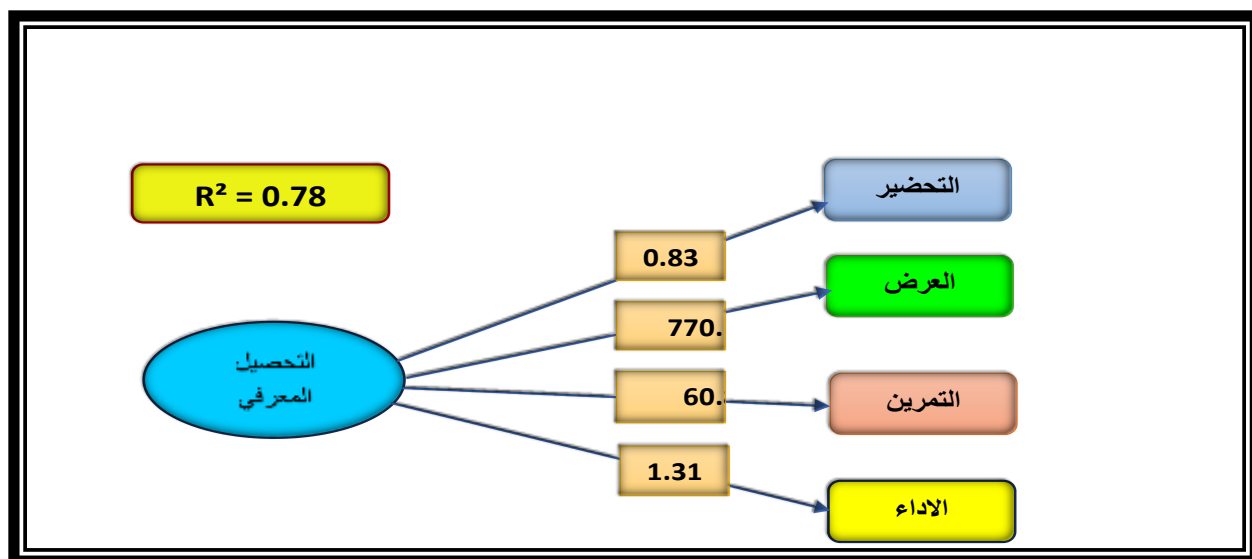 R² = 0.78
التحضير
0.83
العرض
770.
التحصيل
المعرفي
60.
التمرين
1.31
الاداء